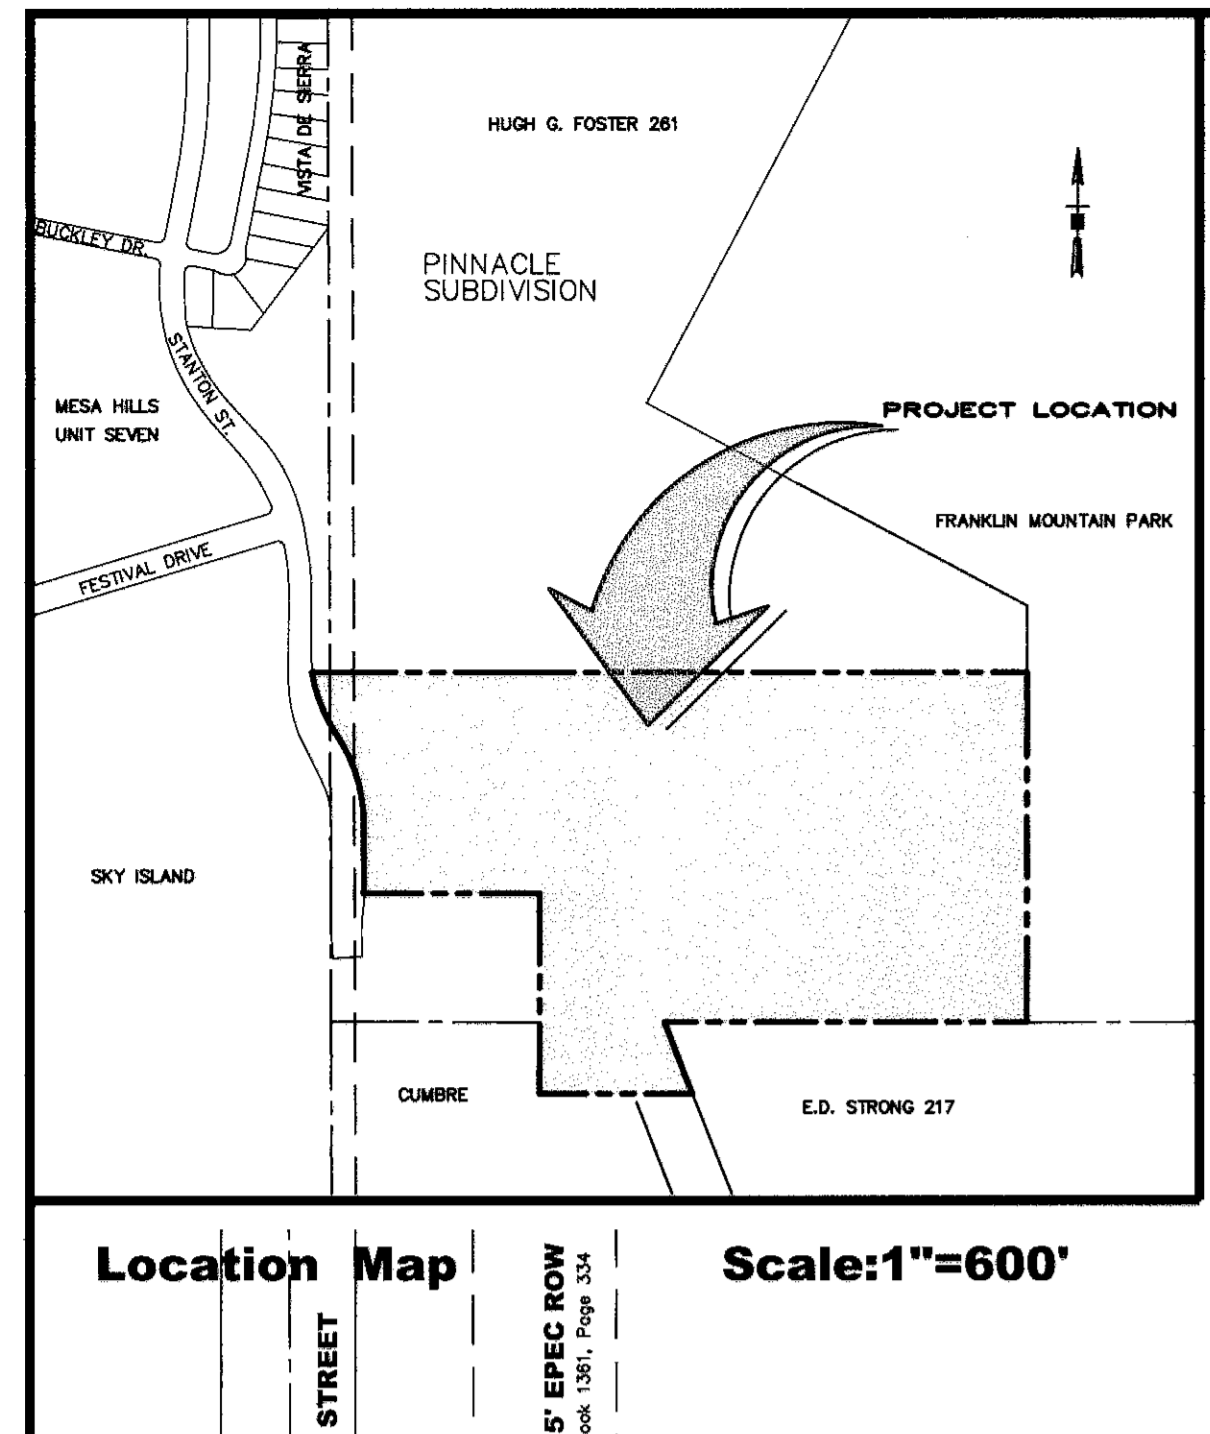 VISTA DE SIERRA
HUGH G. FOSTER 261
BUCKLEY DR.
PINNACLE
SUBDIVISION
STANTON ST.
MESA HILLS
UNIT SEVEN
PROJECT LOCATION
FRANKLIN MOUNTAIN PARK
FESTIVAL DRIVE
SKY ISLAND
CUMBRE
E.D. STRONG 217
Location Map
Scale:1"=600'
STREET
5' EPEC ROW
ook 1361, Page 334